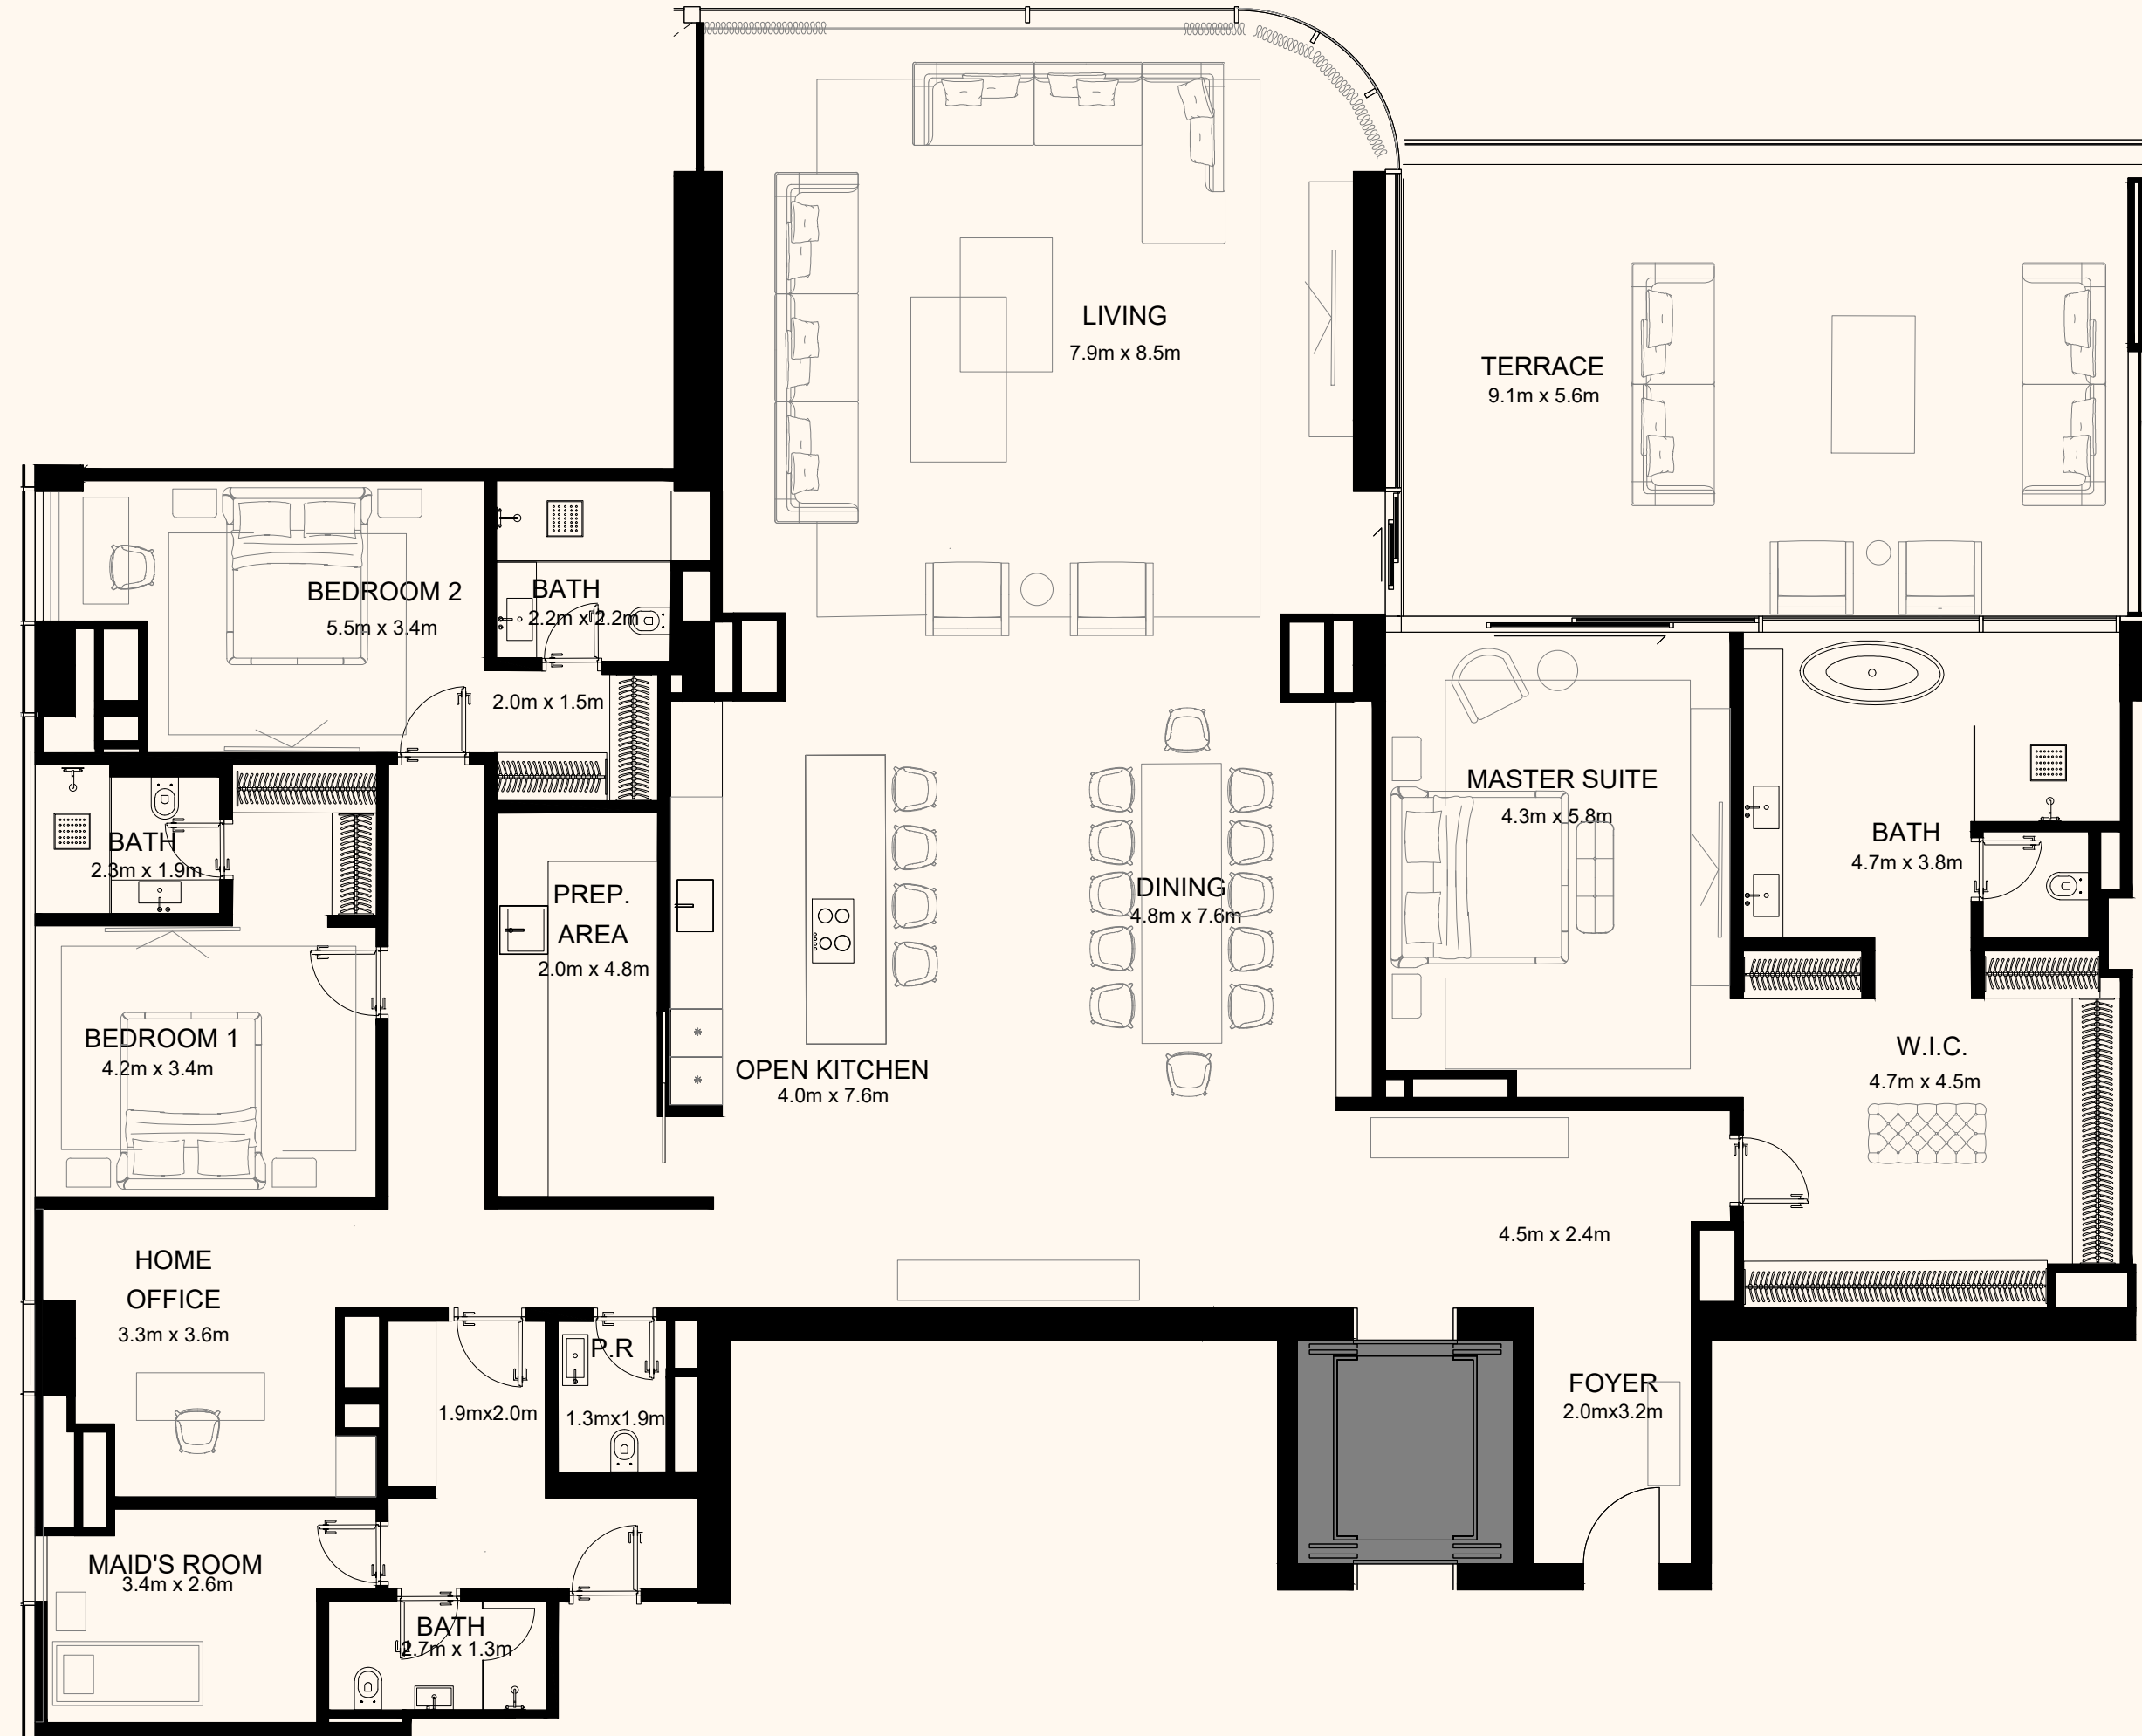 LIVING
7.9m x 8.5m
TERRACE
9.1m x 5.6m
BEDROOM 2
5.5m x 3.4m
BATH
2.2m x 2.2m
2.0m x 1.5m
MASTER SUITE
4.3m x 5.8m
BATH
4.7m x 3.8m
BATH
2.3m x 1.9m
PREP.
AREA
2.0m x 4.8m
DINING
4.8m x 7.6m
BEDROOM 1
4.2m x 3.4m
OPEN KITCHEN
4.0m x 7.6m
W.I.C.
4.7m x 4.5m
HOME
OFFICE
3.3m x 3.6m
4.5m x 2.4m
P.R
1.3mx1.9m
1.9mx2.0m
FOYER
2.0mx3.2m
MAID'S ROOM
3.4m x 2.6m
BATH
2.7m x 1.3m